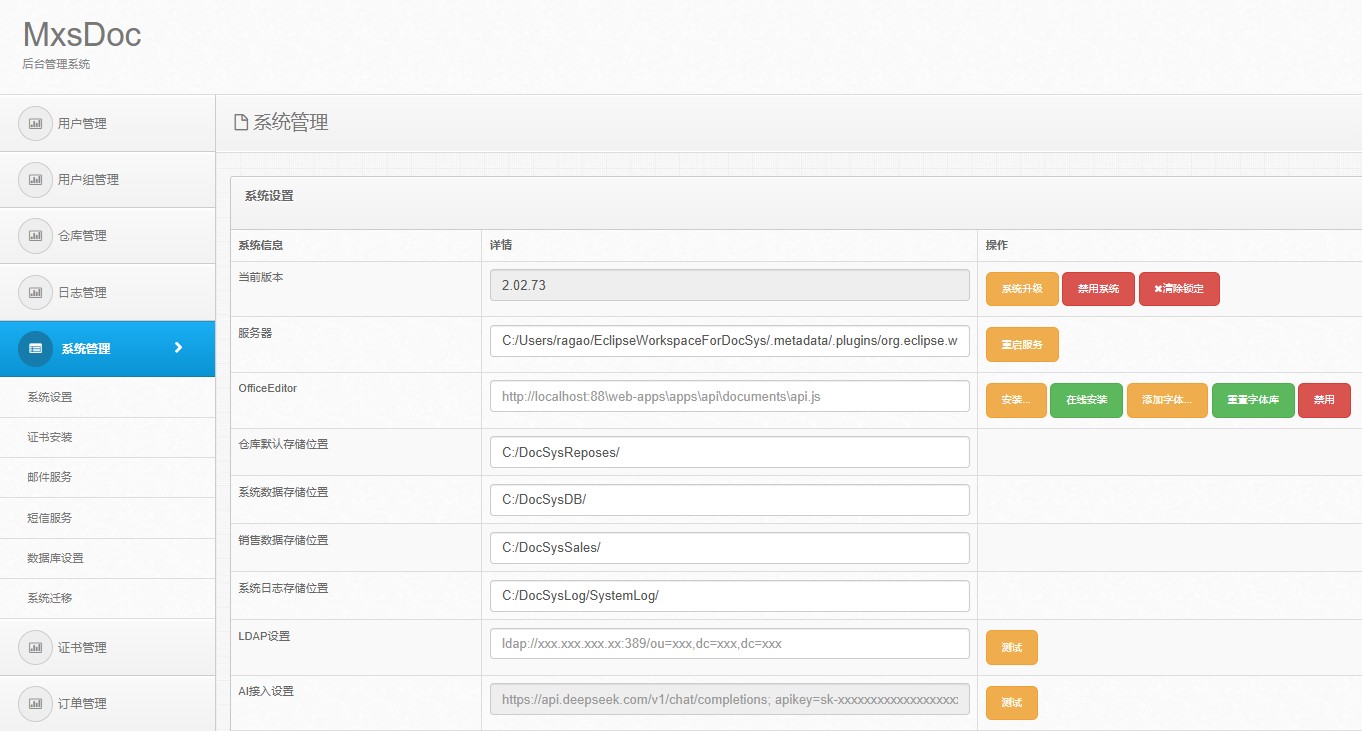 MxsDoc
后台管理系统
用户管理
用户组管理
仓库管理
日志管理
系统管理
系统设置
证书安装
邮件服务
短信服务
数据库设置
系统迁移
证书管理
订单管理
系统管理
系统设置
系统信息 详情 操作
当前版本 2.02.73 系统升级 禁用系统 ✖清除锁定
服务器 C:/Users/ragao/EclipseWorkspaceForDocSys/.metadata/.plugins/org.eclipse.w 重启服务
OfficeEditor http://localhost:88\web-apps\apps\api\documents\api.js 安装... 在线安装 添加字体... 重置字体库 禁用
仓库默认存储位置 C:/DocSysReposes/
系统数据存储位置 C:/DocSysDB/
销售数据存储位置 C:/DocSysSales/
系统日志存储位置 C:/DocSysLog/SystemLog/
LDAP设置 ldap://xxx.xxx.xxx.xx:389/ou=xxx,dc=xxx,dc=xxx 测试
AI接入设置 https://api.deepseek.com/v1/chat/completions; apikey=sk-xxxxxxxxxxxxxxxxxx: 测试